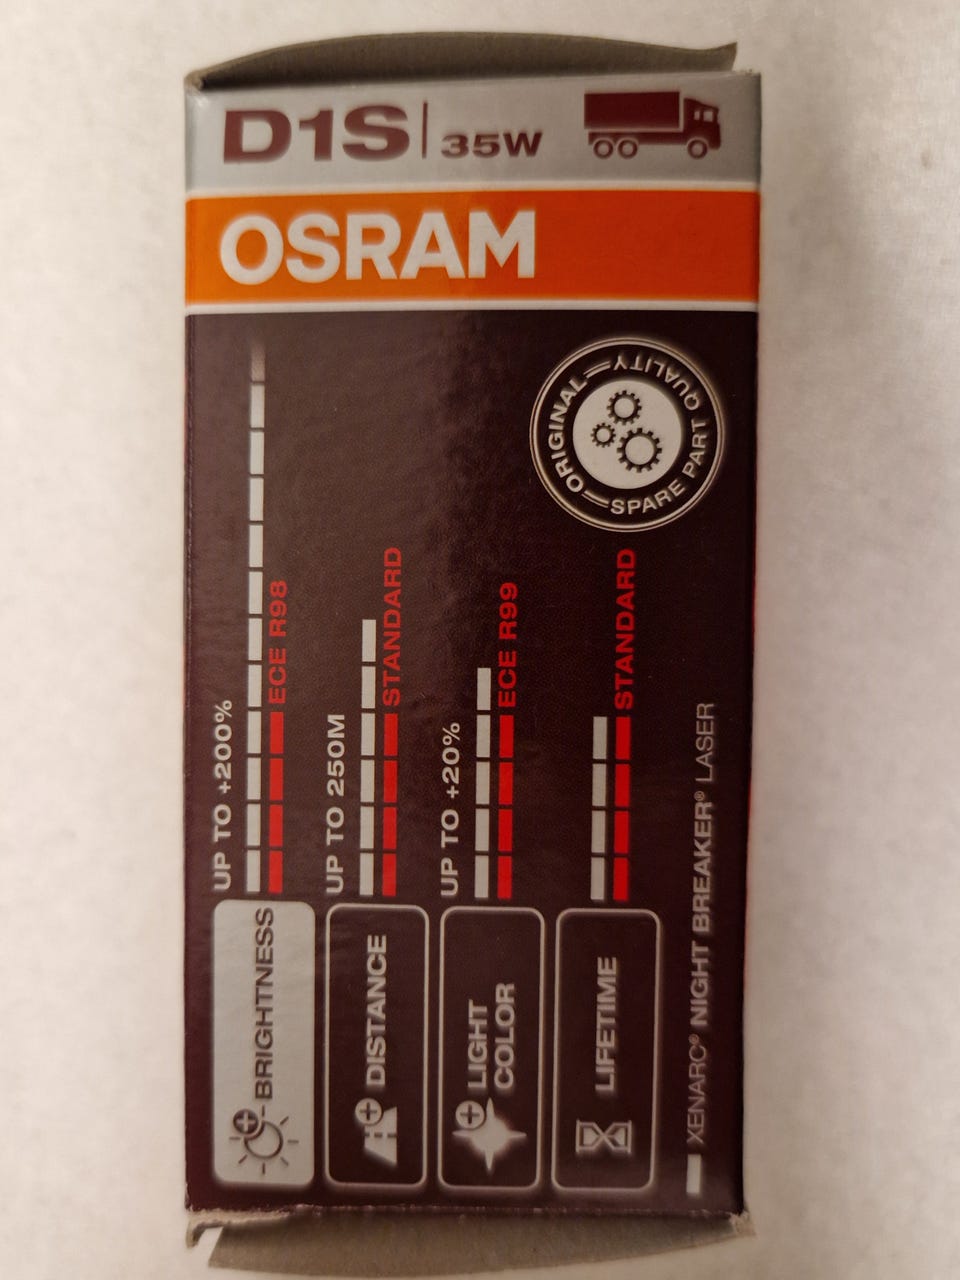 D1S | 35W
OSRAM
ORIGINAL
SPARE PART QUALITY
BRIGHTNESS
UP TO +200%
ECE R98
DISTANCE
UP TO 250M
STANDARD
LIGHT
COLOR
UP TO +20%
ECE R99
LIFETIME
STANDARD
XENARC® NIGHT BREAKER® LASER